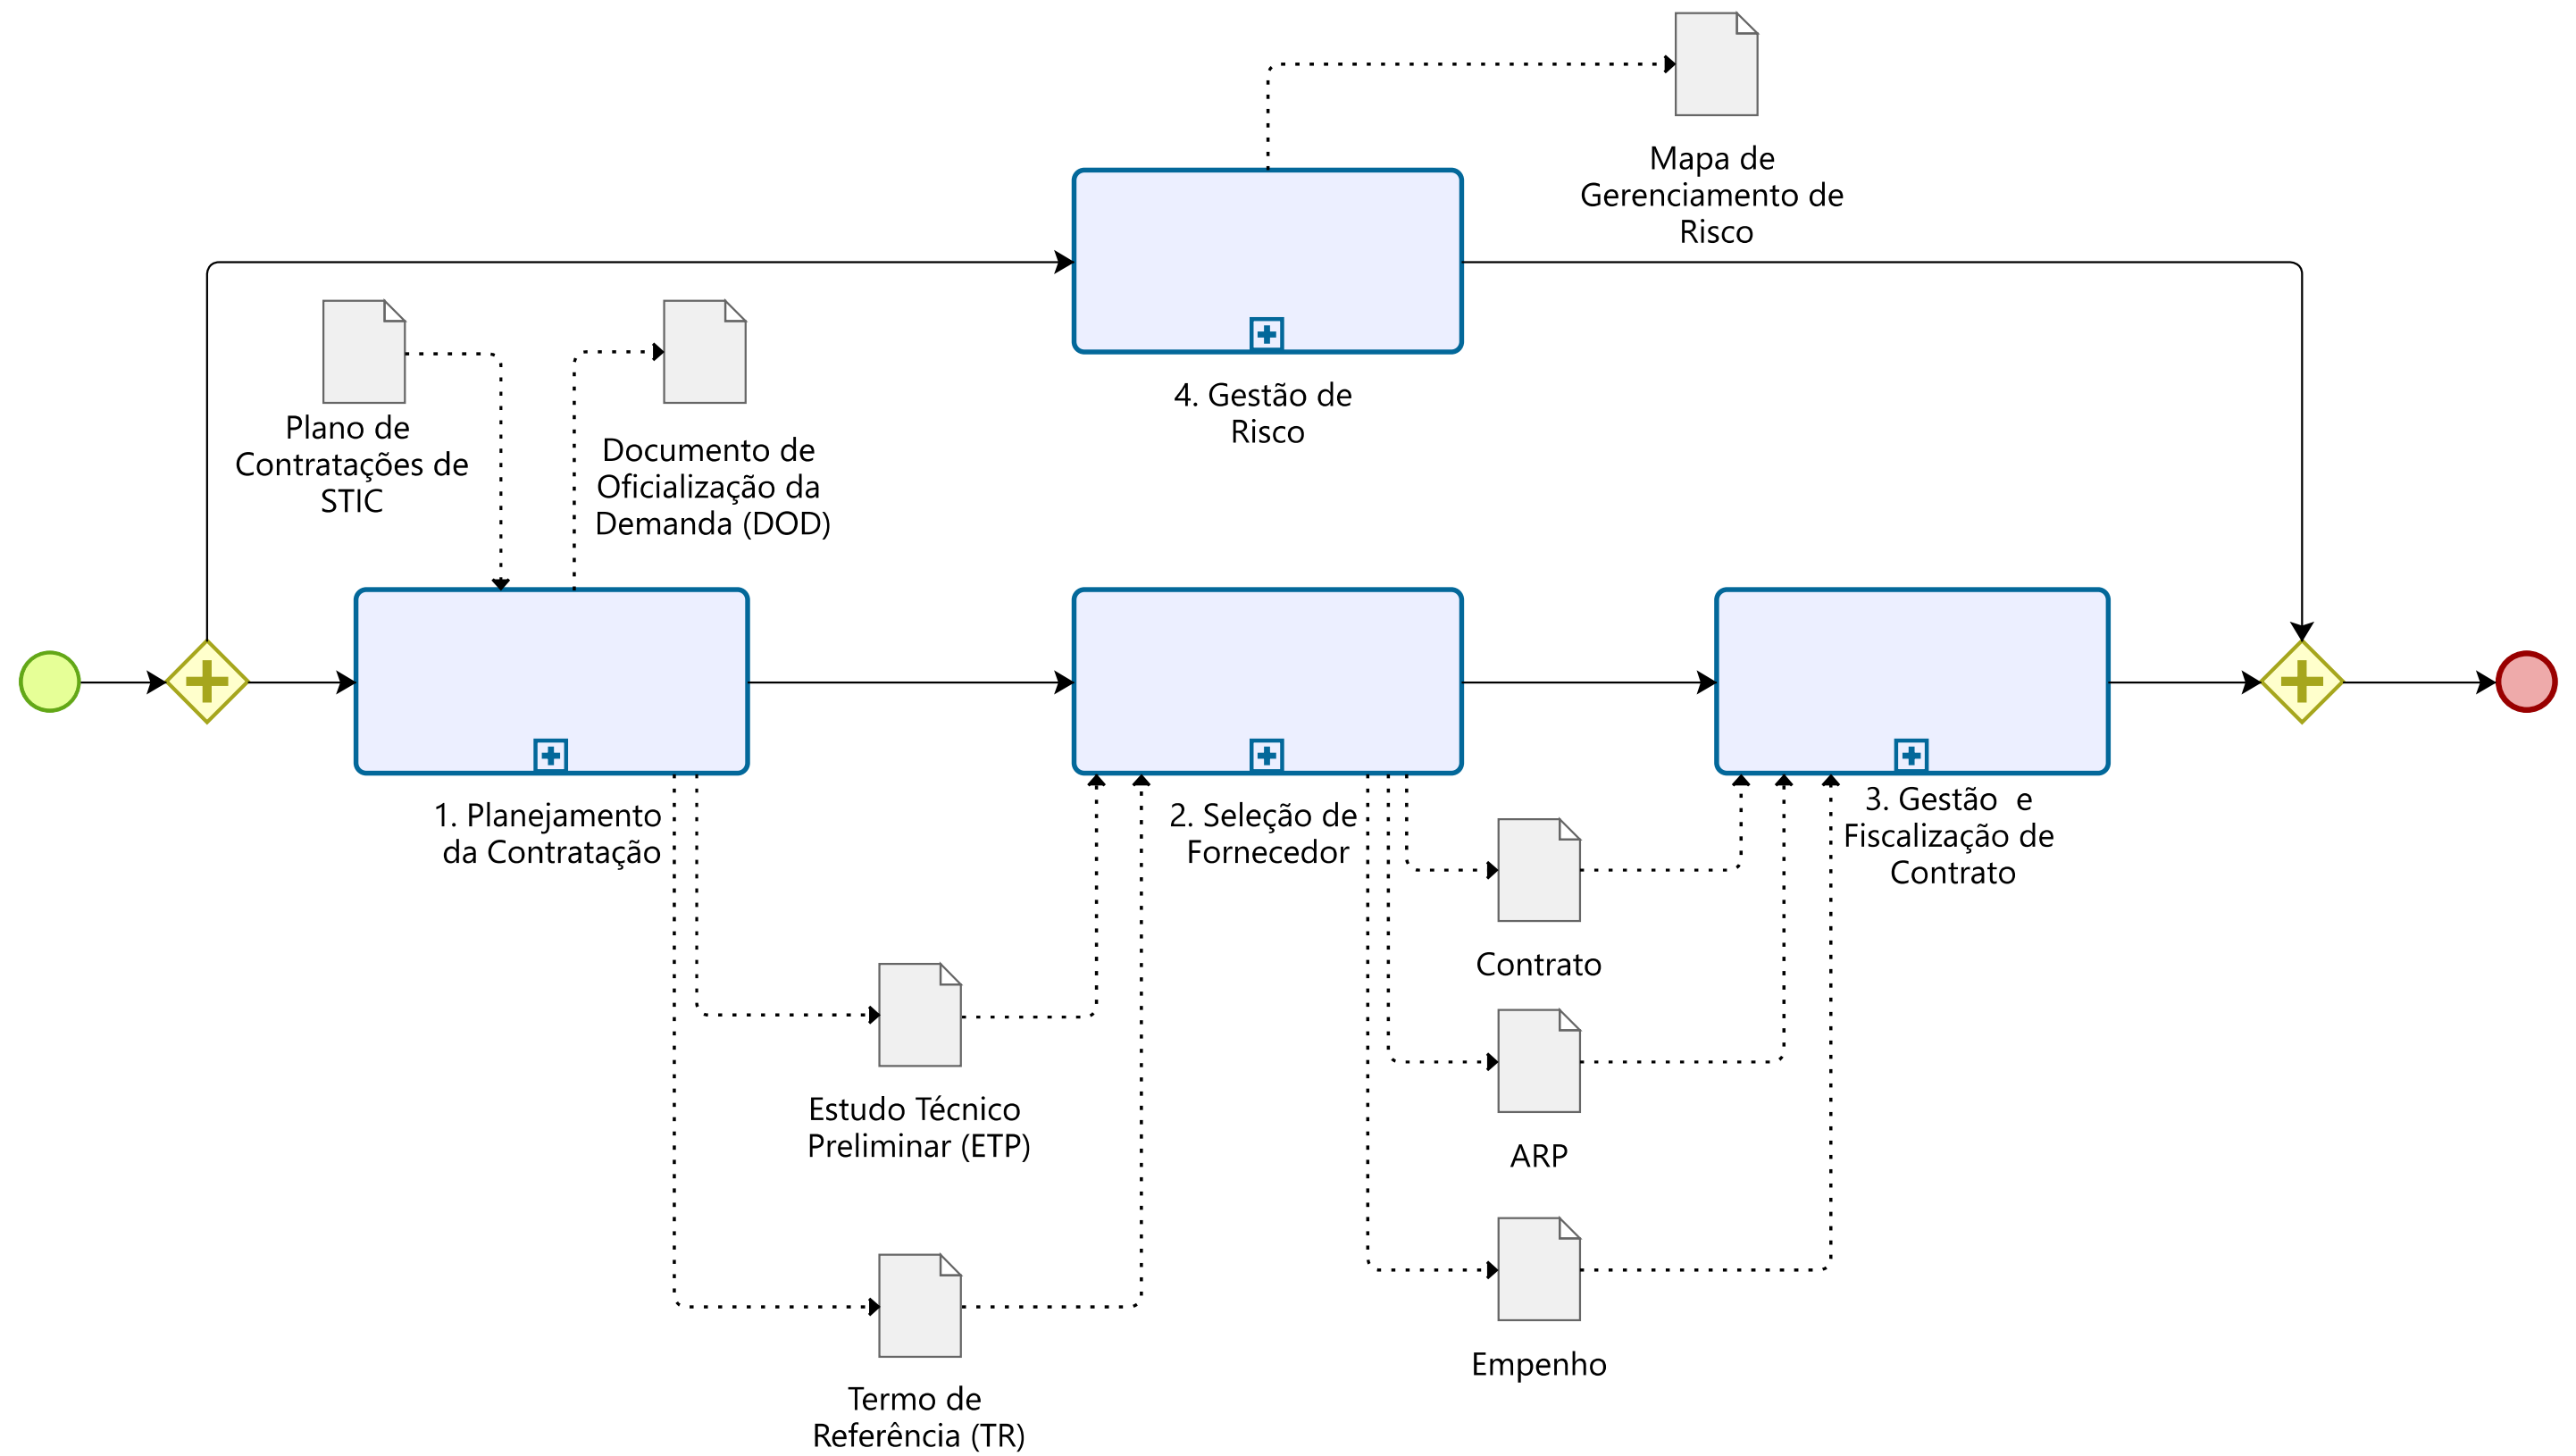 Mapa de
Gerenciamento de
Risco
4. Gestão de
Risco
Plano de
Contratações de
STIC
Documento de
Oficialização da
Demanda (DOD)
1. Planejamento
da Contratação
2. Seleção de
Fornecedor
3. Gestão  e
Fiscalização de
Contrato
Contrato
Estudo Técnico
Preliminar (ETP)
ARP
Empenho
Termo de
Referência (TR)